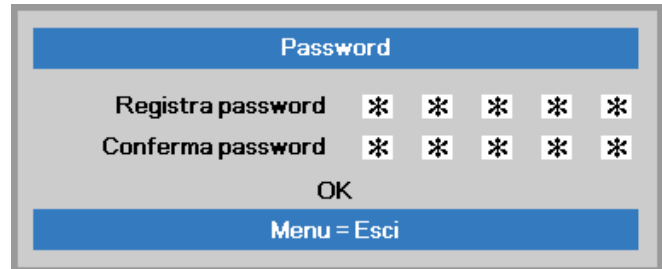 Password
Registra password * * * * *
Conferma password * * * * *
OK
Menu = Esci